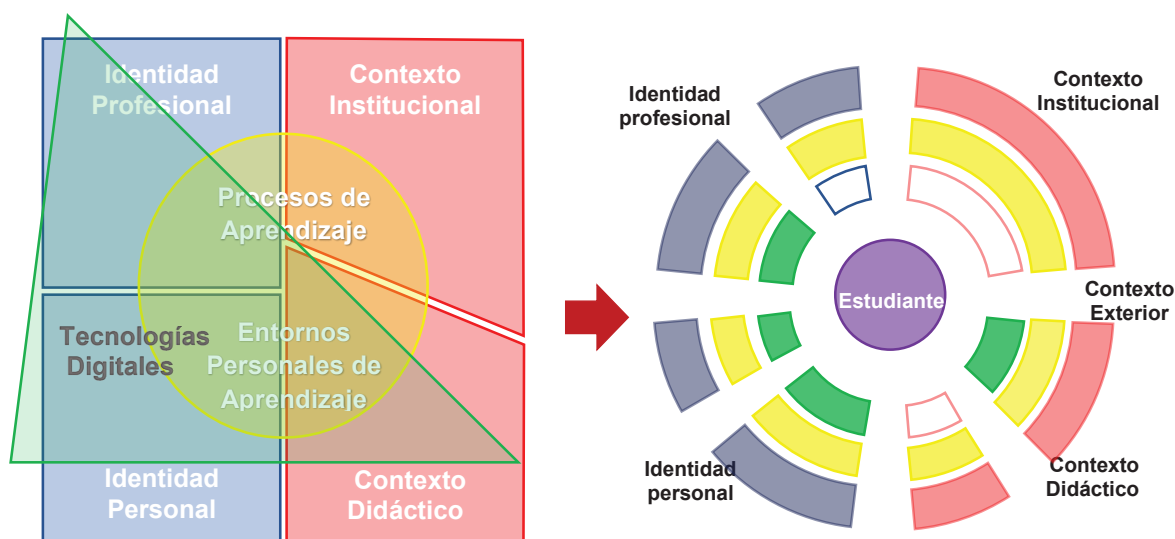 Identidad
Profesional
Contexto
Institucional
Procesos de
Aprendizaje
Tecnologías
Digitales
Entornos
Personales de
Aprendizaje
Identidad
Personal
Contexto
Didáctico
Identidad
profesional
Contexto
Institucional
Estudiante
Contexto
Exterior
Identidad
personal
Contexto
Didáctico